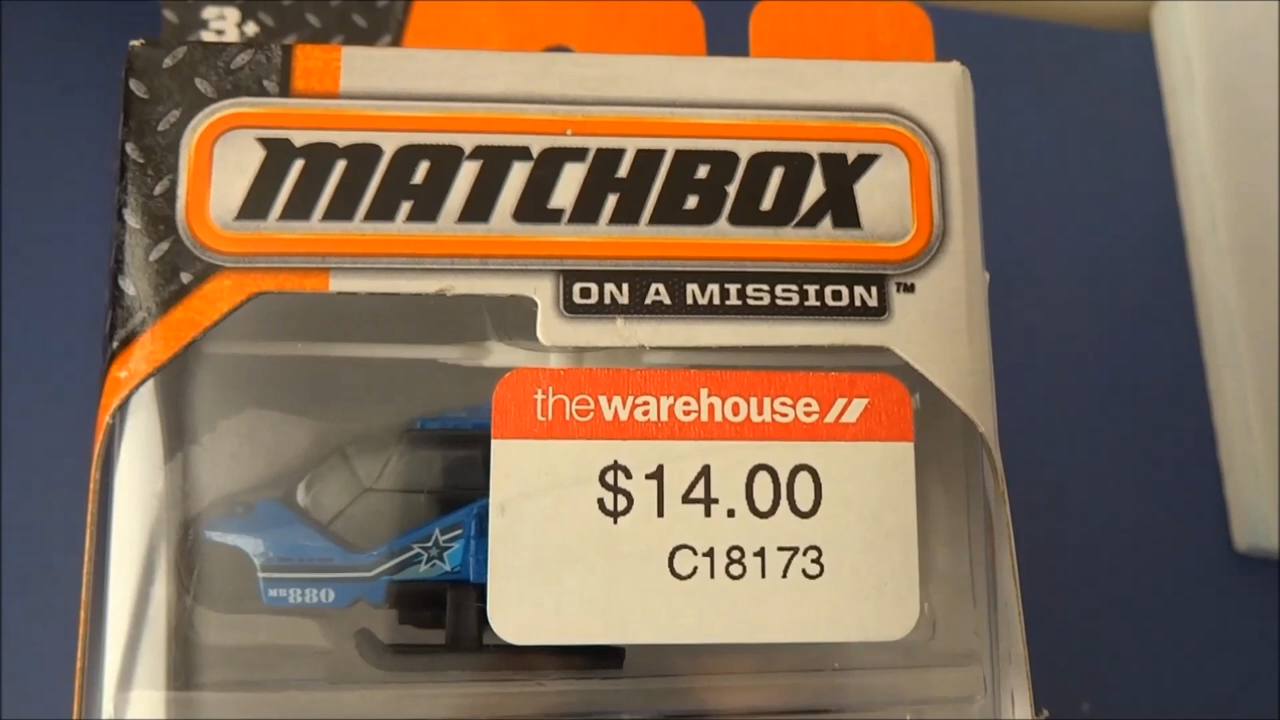 3+
MATCHBOX
ON A MISSION™
thewarehouse
$14.00
C18173
MB880